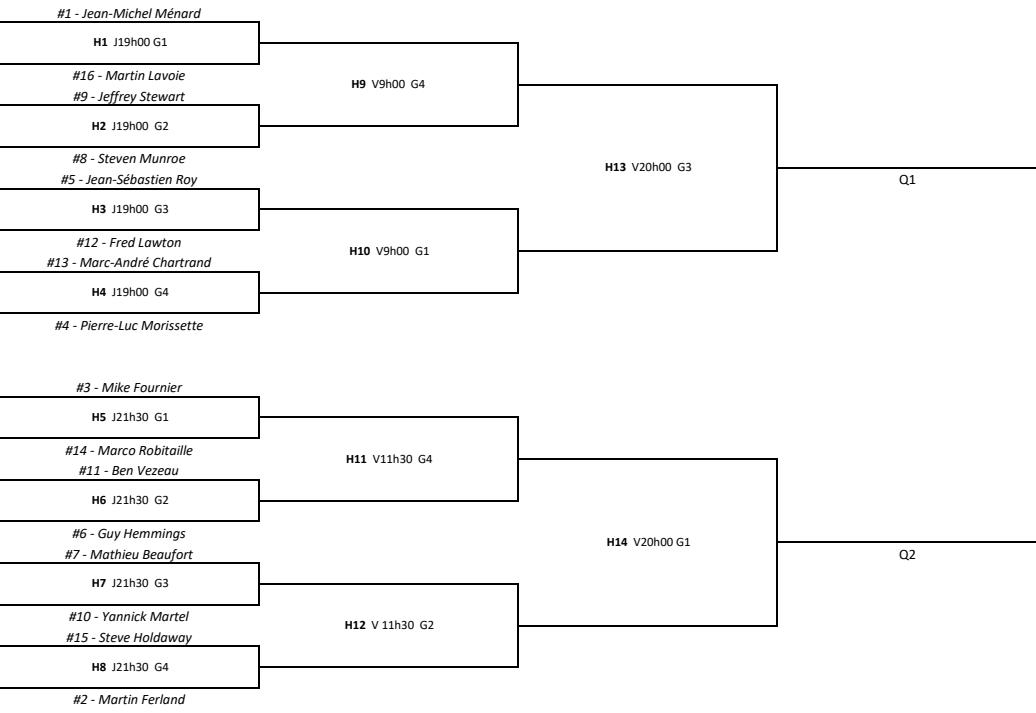 #1 - Jean-Michel Ménard
H1 J19h00 G1
#16 - Martin Lavoie
H9 V9h00 G4
#9 - Jeffrey Stewart
H2 J19h00 G2
#8 - Steven Munroe
H13 V20h00 G3
#5 - Jean-Sébastien Roy
Q1
H3 J19h00 G3
#12 - Fred Lawton
H10 V9h00 G1
#13 - Marc-André Chartrand
H4 J19h00 G4
#4 - Pierre-Luc Morissette
#3 - Mike Fournier
H5 J21h30 G1
#14 - Marco Robitaille
H11 V11h30 G4
#11 - Ben Vezeau
H6 J21h30 G2
#6 - Guy Hemmings
H14 V20h00 G1
#7 - Mathieu Beaufort
Q2
H7 J21h30 G3
#10 - Yannick Martel
H12 V 11h30 G2
#15 - Steve Holdaway
H8 J21h30 G4
#2 - Martin Ferland